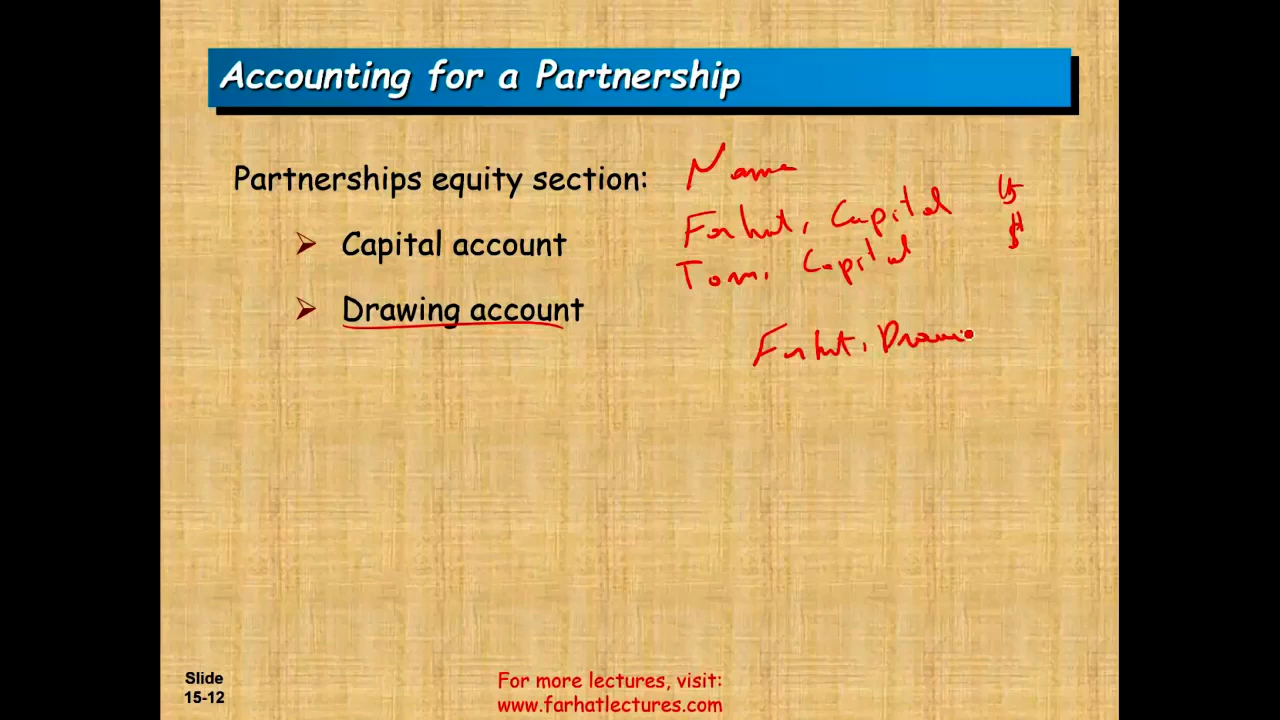 Accounting for a Partnership
Partnerships equity section:
Capital account
Drawing account
Name
Farhat, Capital $
Tom, Capital $
Farhat, Drawi
Slide
15-12
For more lectures, visit:
www.farhatlectures.com